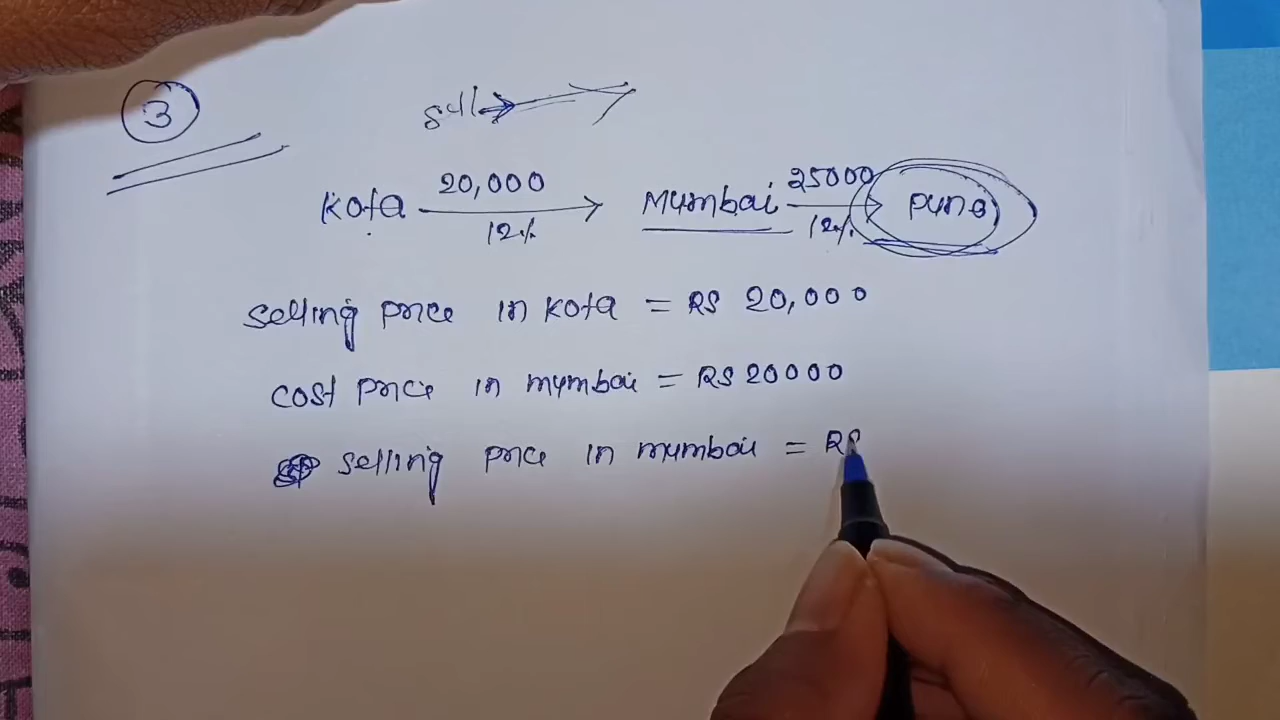 3
sell
20,000 25000
Kota Mumbai Pune
12% 12%
selling price in Kota = RS 20,000
cost price in mumbai = RS 20000
selling price in mumbai = RS